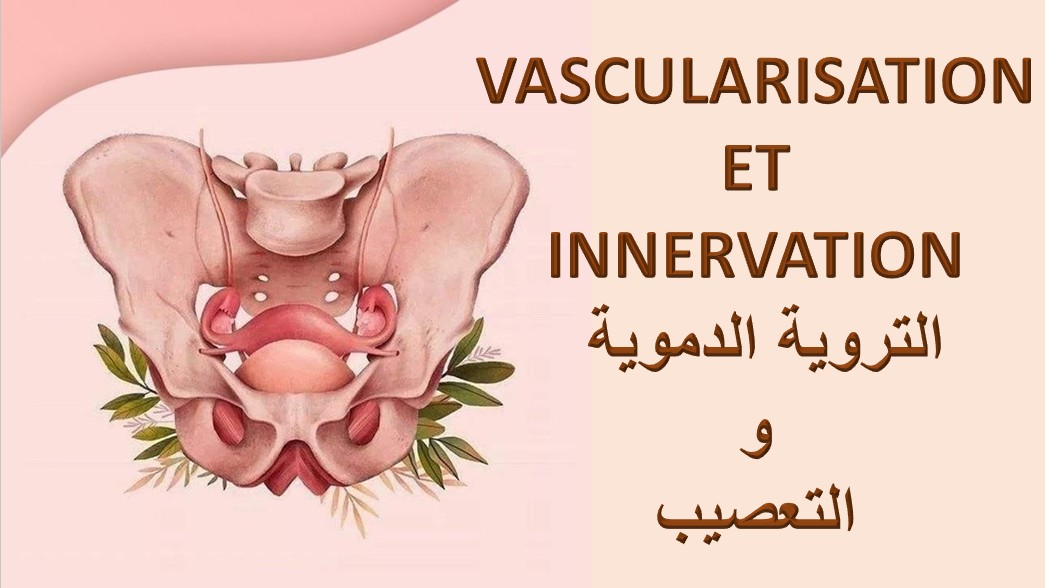 VASCULARISATION
ET
INNERVATION
التروية الدموية
و
التعصيب